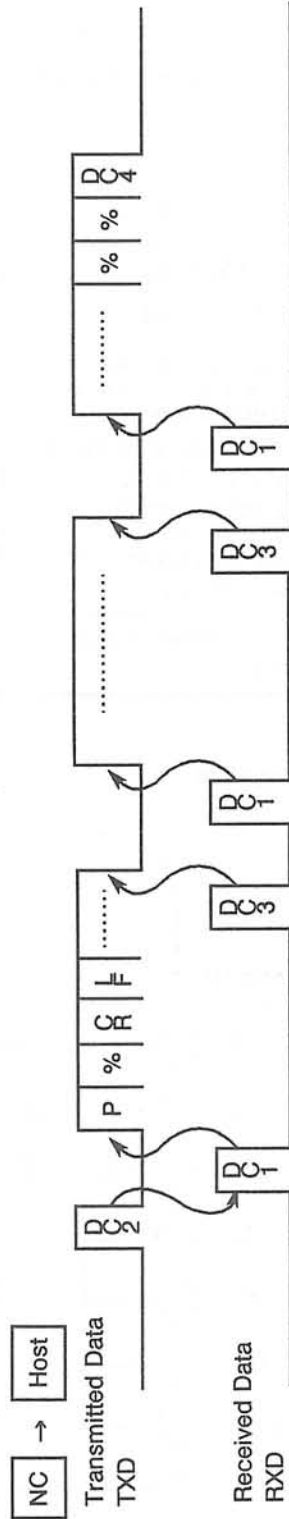 NC → Host
Transmitted Data
TXD
DC2
P
%
CR
LF
..........
...................
..........
%
%
DC4
Received Data
RXD
DC1
DC3
DC1
DC3
DC1